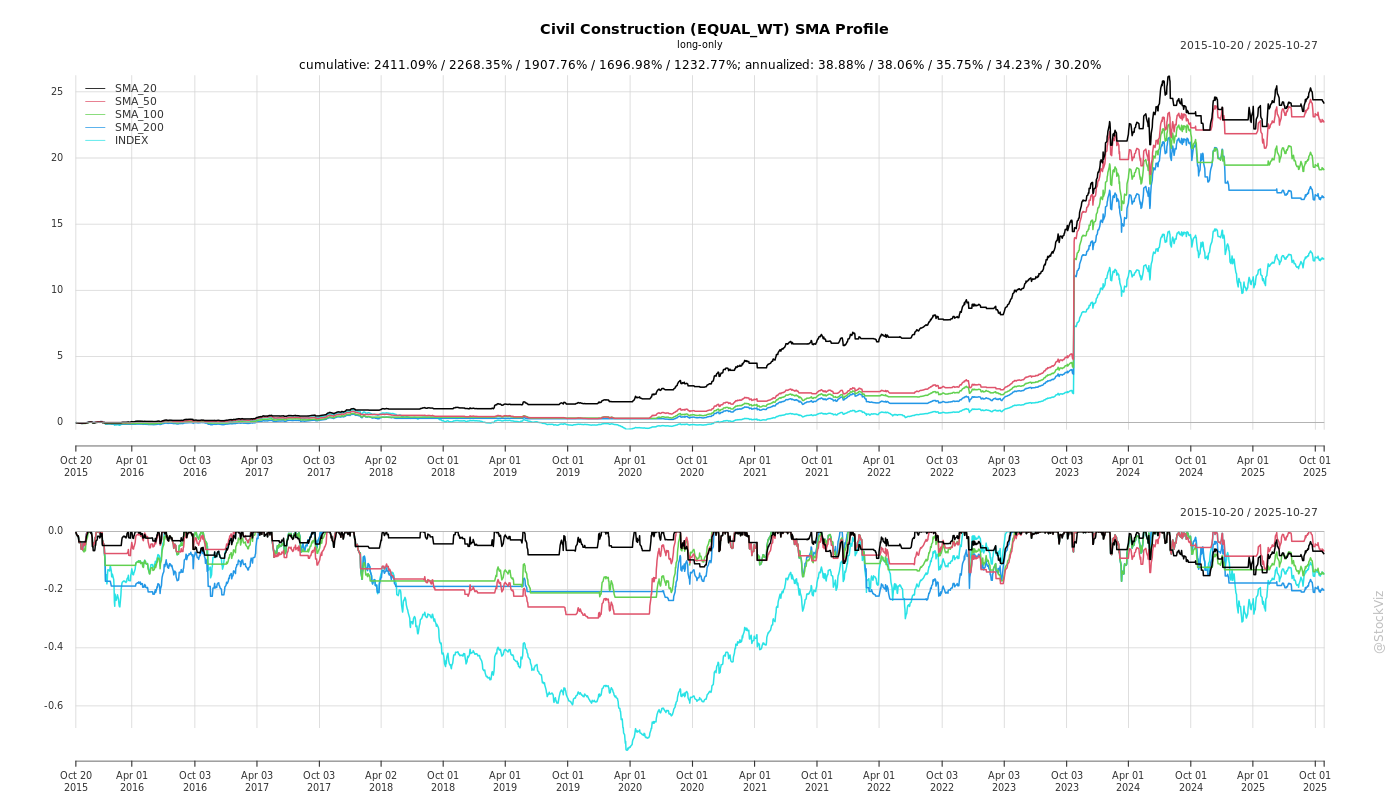 Civil Construction (EQUAL_WT) SMA Profile
long-only
2015-10-20 / 2025-10-27
cumulative: 2411.09% / 2268.35% / 1907.76% / 1696.98% / 1232.77%; annualized: 38.88% / 38.06% / 35.75% / 34.23% / 30.20%
SMA_20
SMA_50
SMA_100
SMA_200
INDEX
25
20
15
10
5
0
Oct 20 Apr 01 Oct 03 Apr 03 Oct 03 Apr 02 Oct 01 Apr 01 Oct 01 Apr 01 Oct 01 Apr 01 Oct 01 Apr 01 Oct 03 Apr 03 Oct 03 Apr 01 Oct 01 Apr 01 Oct 01
2015 2016 2016 2017 2017 2018 2018 2019 2019 2020 2020 2021 2021 2022 2022 2023 2023 2024 2024 2025 2025
2015-10-20 / 2025-10-27
0.0
-0.2
-0.4
-0.6
Oct 20 Apr 01 Oct 03 Apr 03 Oct 03 Apr 02 Oct 01 Apr 01 Oct 01 Apr 01 Oct 01 Apr 01 Oct 01 Apr 01 Oct 03 Apr 03 Oct 03 Apr 01 Oct 01 Apr 01 Oct 01
2015 2016 2016 2017 2017 2018 2018 2019 2019 2020 2020 2021 2021 2022 2022 2023 2023 2024 2024 2025 2025
@StockViz